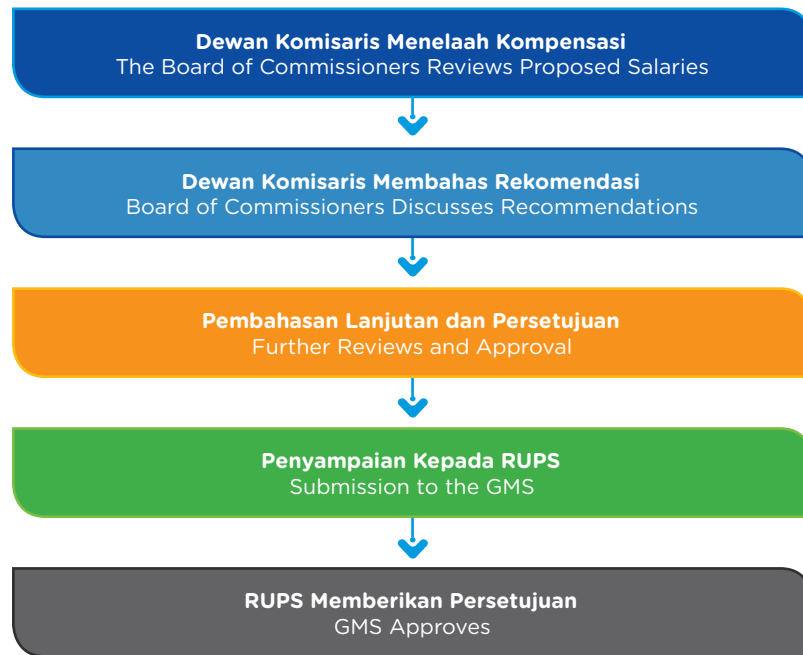 Dewan Komisaris Menelaah Kompensasi
The Board of Commissioners Reviews Proposed Salaries
Dewan Komisaris Membahas Rekomendasi
Board of Commissioners Discusses Recommendations
Pembahasan Lanjutan dan Persetujuan
Further Reviews and Approval
Penyampaian Kepada RUPS
Submission to the GMS
RUPS Memberikan Persetujuan
GMS Approves